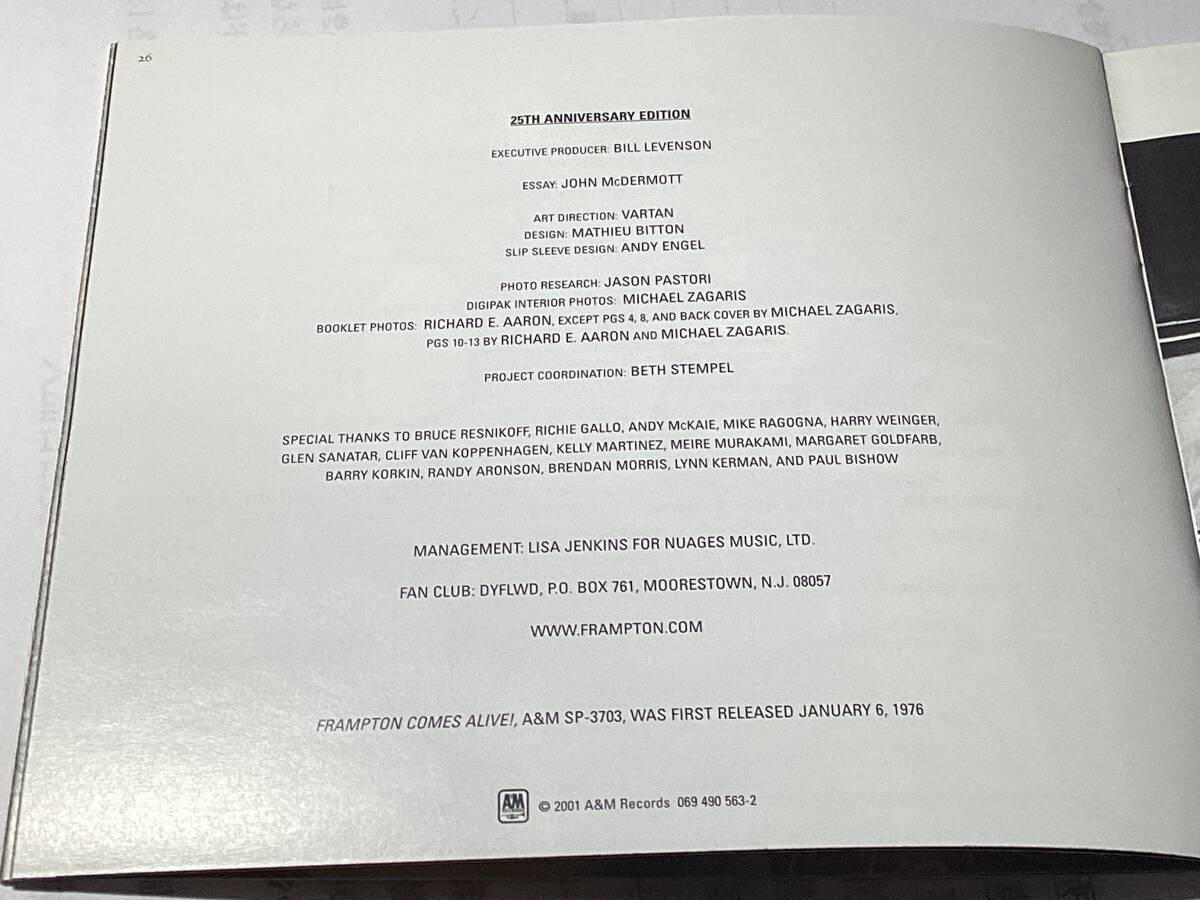 26
25TH ANNIVERSARY EDITION
EXECUTIVE PRODUCER: BILL LEVENSON
ESSAY: JOHN McDERMOTT
ART DIRECTION: VARTAN
DESIGN: MATHIEU BITTON
SLIP SLEEVE DESIGN: ANDY ENGEL
PHOTO RESEARCH: JASON PASTORI
DIGIPAK INTERIOR PHOTOS: MICHAEL ZAGARIS
BOOKLET PHOTOS: RICHARD E. AARON, EXCEPT PGS 4, 8, AND BACK COVER BY MICHAEL ZAGARIS,
PGS 10-13 BY RICHARD E. AARON AND MICHAEL ZAGARIS.
PROJECT COORDINATION: BETH STEMPEL
SPECIAL THANKS TO BRUCE RESNIKOFF, RICHIE GALLO, ANDY McKAIE, MIKE RAGOGNA, HARRY WEINGER,
GLEN SANATAR, CLIFF VAN KOPPENHAGEN, KELLY MARTINEZ, MEIRE MURAKAMI, MARGARET GOLDFARB,
BARRY KORKIN, RANDY ARONSON, BRENDAN MORRIS, LYNN KERMAN, AND PAUL BISHOW
MANAGEMENT: LISA JENKINS FOR NUAGES MUSIC, LTD.
FAN CLUB: DYFLWD, P.O. BOX 761, MOORESTOWN, N.J. 08057
WWW.FRAMPTON.COM
FRAMPTON COMES ALIVE!, A&M SP-3703, WAS FIRST RELEASED JANUARY 6, 1976
A&M © 2001 A&M Records 069 490 563-2